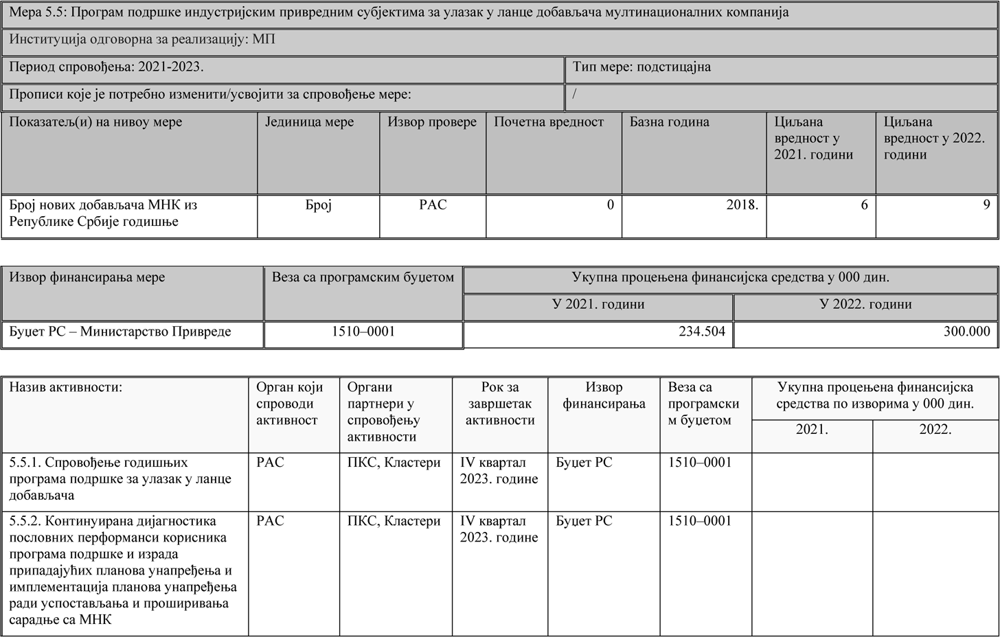 Мера 5.5: Програм подршке индустријским привредним субјектима за улазак у ланце добављача мултинационалних компанија
Институција одговорна за реализацију: МП
Период спровођења: 2021-2023.
Тип мере: подстицајна
Прописи које је потребно изменити/усвојити за спровођење мере:
/
Показатељ(и) на нивоу мере
Јединица мере
Извор провере
Почетна вредност
Базна година
Циљана
вредност у
2021. години
Циљана
вредност у 2022.
години
Број нових добављача МНК из
Републике Србије годишње
Број
РАС
0
2018.
6
9
Извор финансирања мере
Веза са програмским буџетом
Укупна процењена финансијска средства у 000 дин.
У 2021. години
У 2022. години
Буџет РС – Министарство Привреде
1510–0001
234.504
300.000
Назив активности:
Орган који
спроводи
активност
Органи
партнери у
спровођењу
активности
Рок за
завршетак
активности
Извор
финансирања
Веза са
програмски
м буџетом
Укупна процењена финансијска
средства по изворима у 000 дин.
2021.
2022.
5.5.1. Спровођење годишњих
програма подршке за улазак у ланце
добављача
РАС
ПКС, Кластери
IV квартал
2023. године
Буџет РС
1510–0001
5.5.2. Континуирана дијагностика
пословних перформанси корисника
програма подршке и израда
припадајућих планова унапређења и
имплементација планова унапређења
ради успостављања и проширивања
сарадње са МНК
РАС
ПКС, Кластери
IV квартал
2023. године
Буџет РС
1510–0001